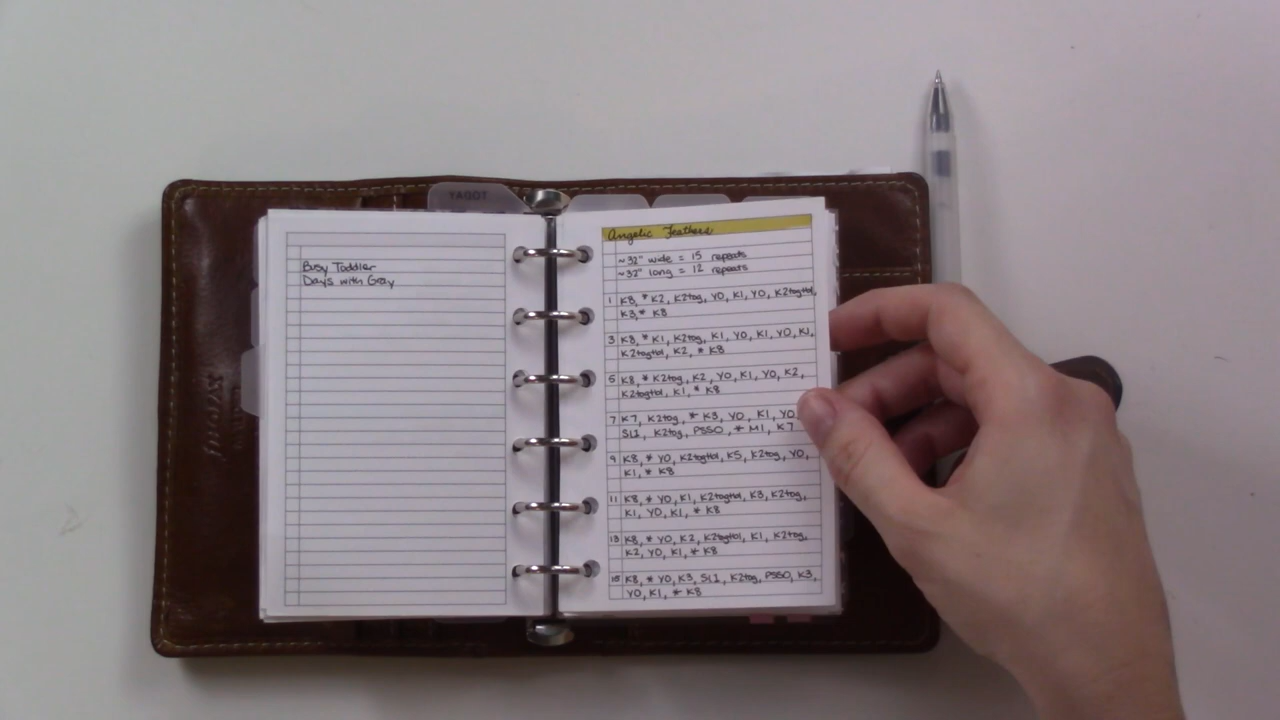 TODAY
Busy Toddler
Days with Gray
Angelic Feathers
~32" wide = 15 repeats
~37" long = 12 repeats
1 K8, * K2, K2tog, YO, K1, YO, K2togtbl,
K3, * K8
3 K8, * K1, K2tog, K1, YO, K1, YO, K1,
K2togtbl, K2, * K8
5 K8, * K2tog, K2, YO, K1, YO, K2,
K2togtbl, K1, * K8
7 K7, K2tog, * K3, YO, K1, YO
SL1, K2tog, PSSO, * M1, K7
9 K8, * YO, K2togtbl, K5, K2tog, YO,
K1, * K8
11 K8, * YO, K1, K2togtbl, K3, K2tog,
K1, YO, K1, * K8
13 K8, * YO, K2, K2togtbl, K1, K2tog,
K2, YO, K1, * K8
15 K8, * YO, K3, SL1, K2tog, PSSO, K3,
YO, K1, * K8